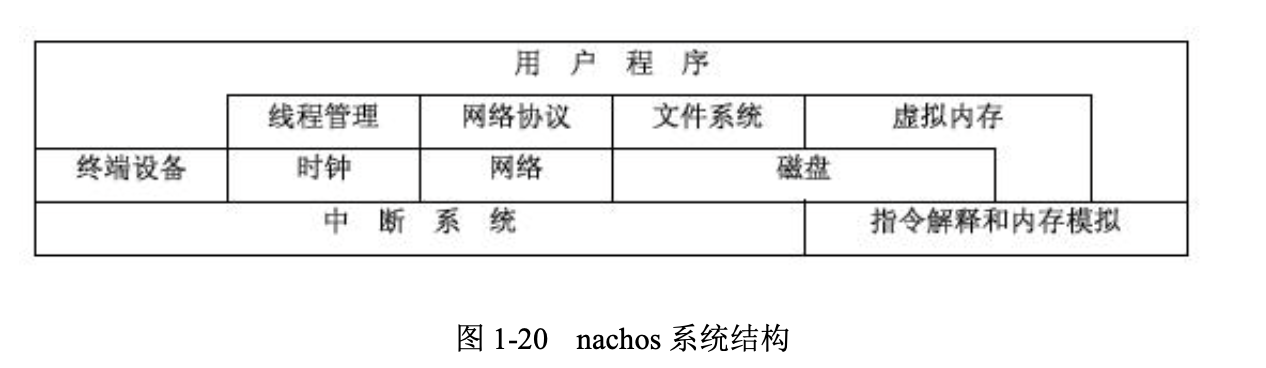 用 户 程 序
线程管理 网络协议 文件系统 虚拟内存
终端设备 时钟 网络 磁盘
中 断 系 统 指令解释和内存模拟
图 1-20 nachos 系统结构